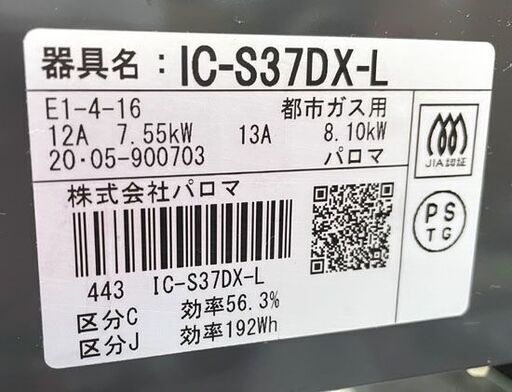 器具名：IC-S37DX-L
E1-4-16 都市ガス用
12A 7.55kW 13A 8.10kW
20･05-900703 パロマ
JIA認証
株式会社パロマ
PS
TG
443 IC-S37DX-L
区分C 効率56.3%
区分J 効率192Wh